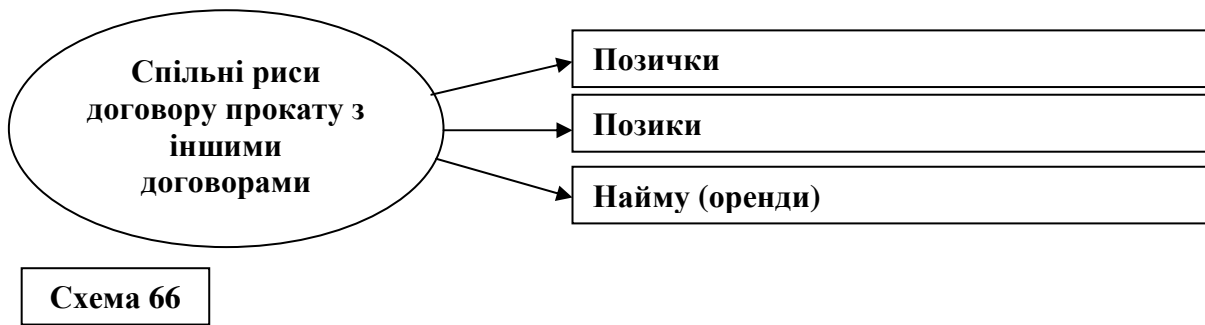 Спільні риси
договору прокату з
іншими
договорами
Позички
Позики
Найму (оренди)
Схема 66